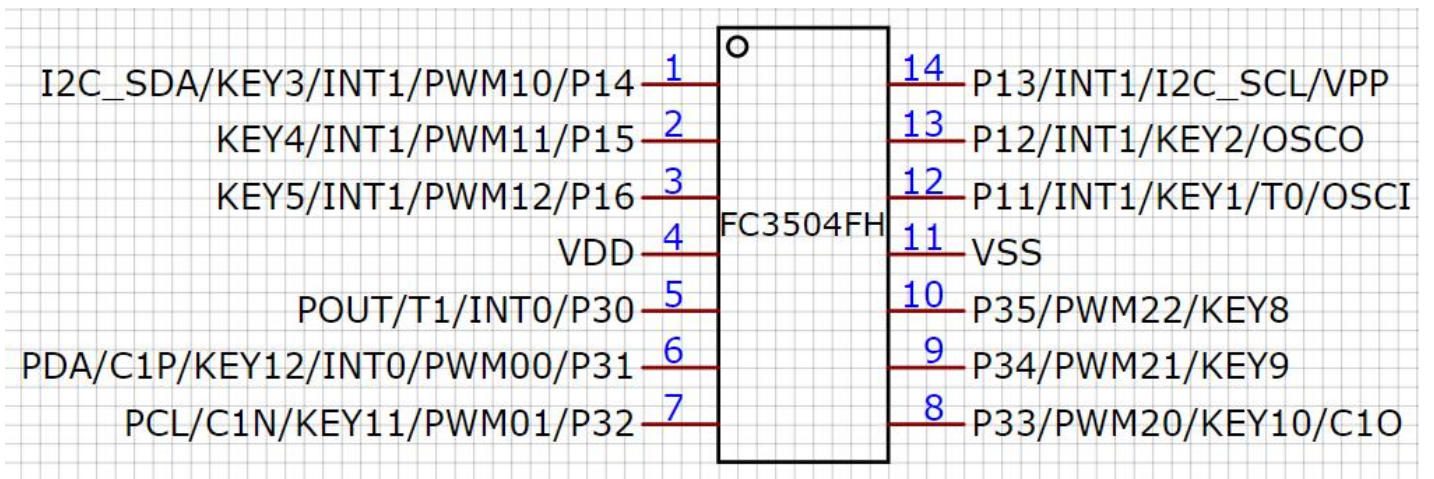 I2C_SDA/KEY3/INT1/PWM10/P14 1 14 P13/INT1/I2C_SCL/VPP
KEY4/INT1/PWM11/P15 2 13 P12/INT1/KEY2/OSCO
KEY5/INT1/PWM12/P16 3 12 P11/INT1/KEY1/T0/OSCI
FC3504FH
VDD 4 11 VSS
POUT/T1/INT0/P30 5 10 P35/PWM22/KEY8
PDA/C1P/KEY12/INT0/PWM00/P31 6 9 P34/PWM21/KEY9
PCL/C1N/KEY11/PWM01/P32 7 8 P33/PWM20/KEY10/C1O